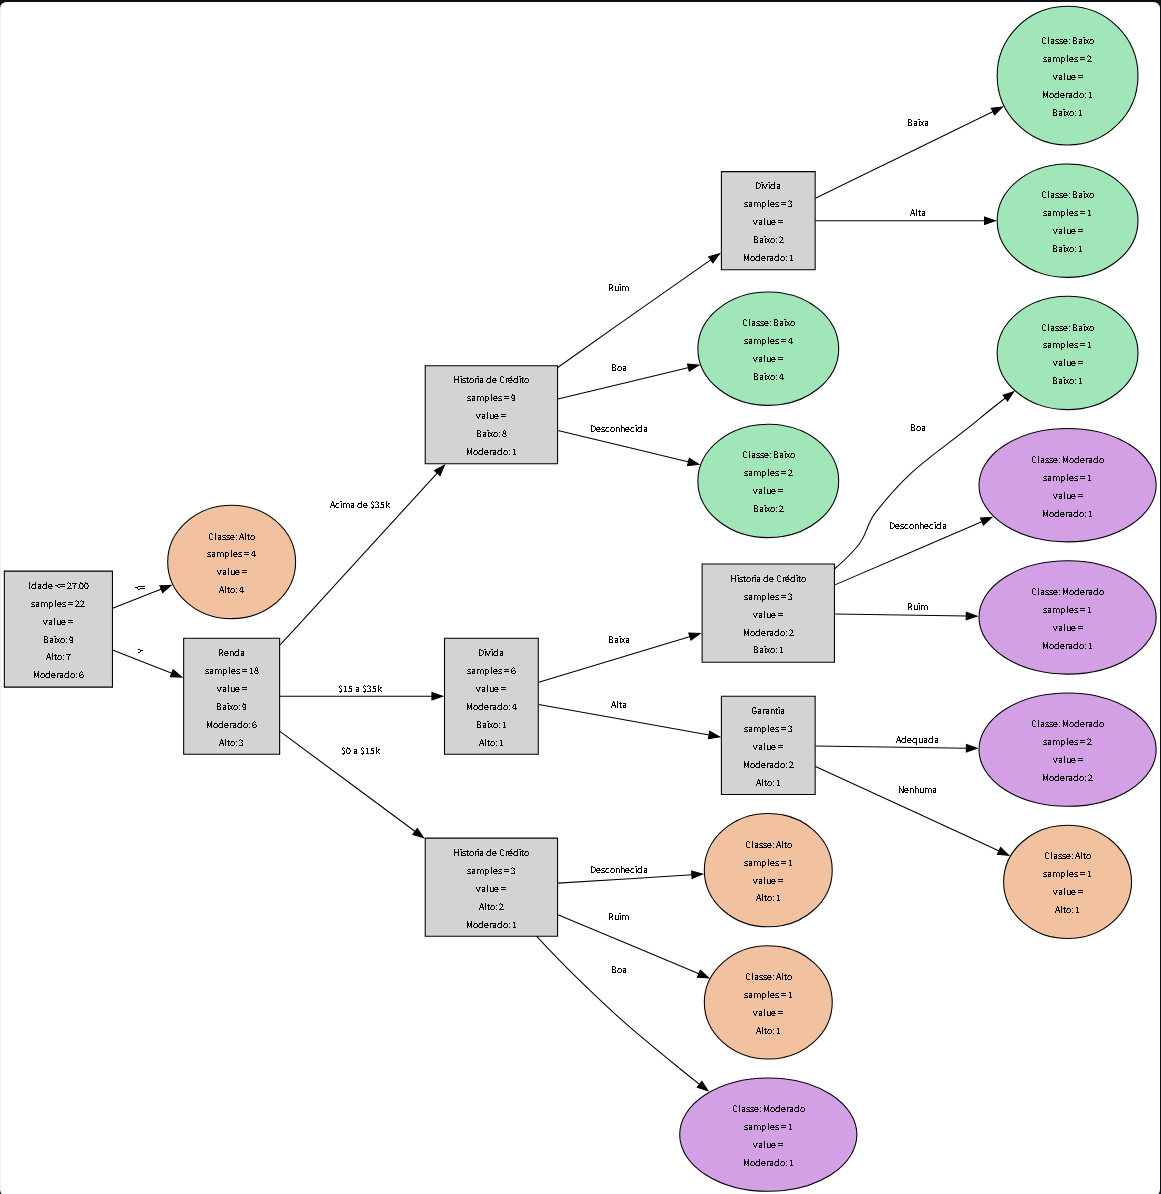 Idade <= 27.00
samples = 22
value =
Baixo: 9
Alto: 7
Moderado: 6
<=
>
Classe: Alto
samples = 4
value =
Alto: 4
Renda
samples = 18
value =
Baixo: 9
Moderado: 6
Alto: 3
Acima de $35k
$15 a $35k
$0 a $15k
Historia de Crédito
samples = 9
value =
Baixo: 8
Moderado: 1
Ruim
Boa
Desconhecida
Divida
samples = 3
value =
Baixo: 2
Moderado: 1
Baixa
Alta
Classe: Baixo
samples = 2
value =
Moderado: 1
Baixo: 1
Classe: Baixo
samples = 1
value =
Baixo: 1
Classe: Baixo
samples = 4
value =
Baixo: 4
Classe: Baixo
samples = 2
value =
Baixo: 2
Divida
samples = 6
value =
Moderado: 4
Baixo: 1
Alto: 1
Baixa
Alta
Historia de Crédito
samples = 3
value =
Moderado: 2
Baixo: 1
Boa
Desconhecida
Ruim
Classe: Baixo
samples = 1
value =
Baixo: 1
Classe: Moderado
samples = 1
value =
Moderado: 1
Classe: Moderado
samples = 1
value =
Moderado: 1
Garantia
samples = 3
value =
Moderado: 2
Alto: 1
Adequada
Nenhuma
Classe: Moderado
samples = 2
value =
Moderado: 2
Classe: Alto
samples = 1
value =
Alto: 1
Historia de Crédito
samples = 3
value =
Alto: 2
Moderado: 1
Desconhecida
Ruim
Boa
Classe: Alto
samples = 1
value =
Alto: 1
Classe: Alto
samples = 1
value =
Alto: 1
Classe: Moderado
samples = 1
value =
Moderado: 1